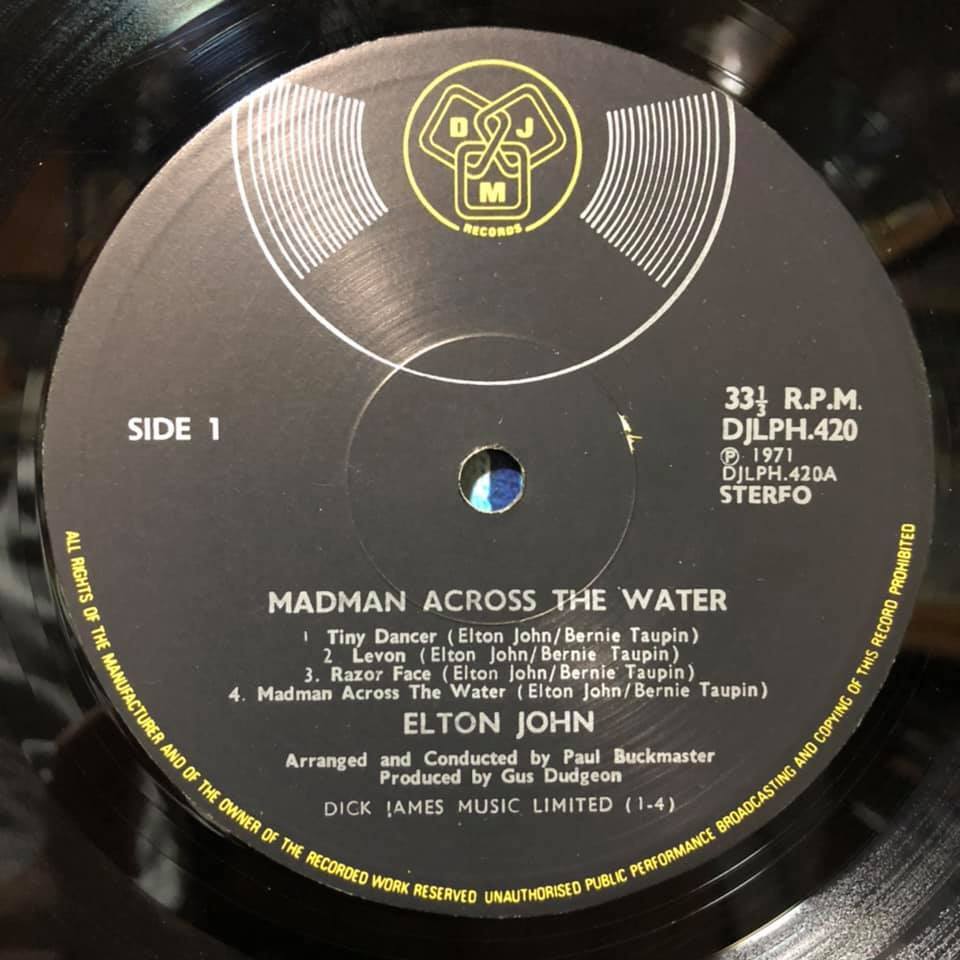 D J
M
RECORDS
SIDE 1
33⅓ R.P.M.
DJLPH.420
℗ 1971
DJLPH.420A
STERFO
MADMAN ACROSS THE WATER
1 Tiny Dancer (Elton John/Bernie Taupin)
2 Levon (Elton John/Bernie Taupin)
3. Razor Face (Elton John/Bernie Taupin)
4. Madman Across The Water (Elton John/Bernie Taupin)
ELTON JOHN
Arranged and Conducted by Paul Buckmaster
Produced by Gus Dudgeon
DICK JAMES MUSIC LIMITED (1-4)
ALL RIGHTS OF THE MANUFACTURER AND OF THE OWNER OF THE RECORDED WORK RESERVED UNAUTHORISED PUBLIC PERFORMANCE BROADCASTING AND COPYING OF THIS RECORD PROHIBITED